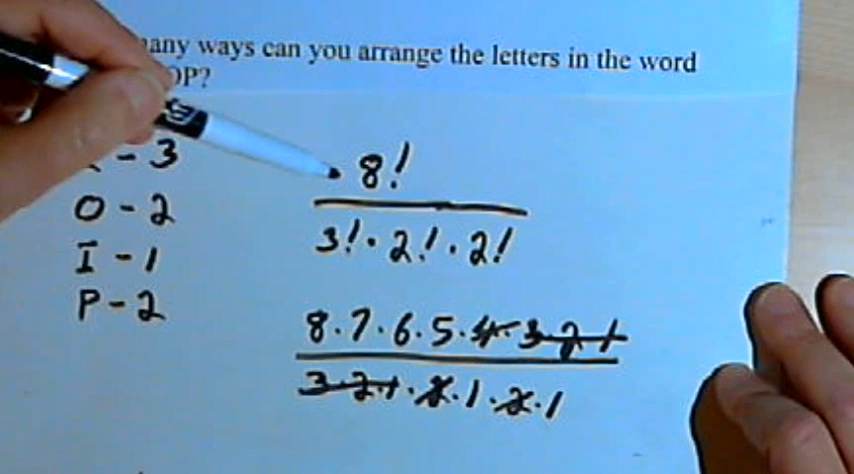 ways can you arrange the letters in the word
OP?
- 3
O - 2
I - 1
P - 2
8!
3! · 2! · 2!
8 · 7 · 6 · 5 · 4 · 3 · 2 · 1
3 · 2 · 1 · 2 · 1 · 2 · 1